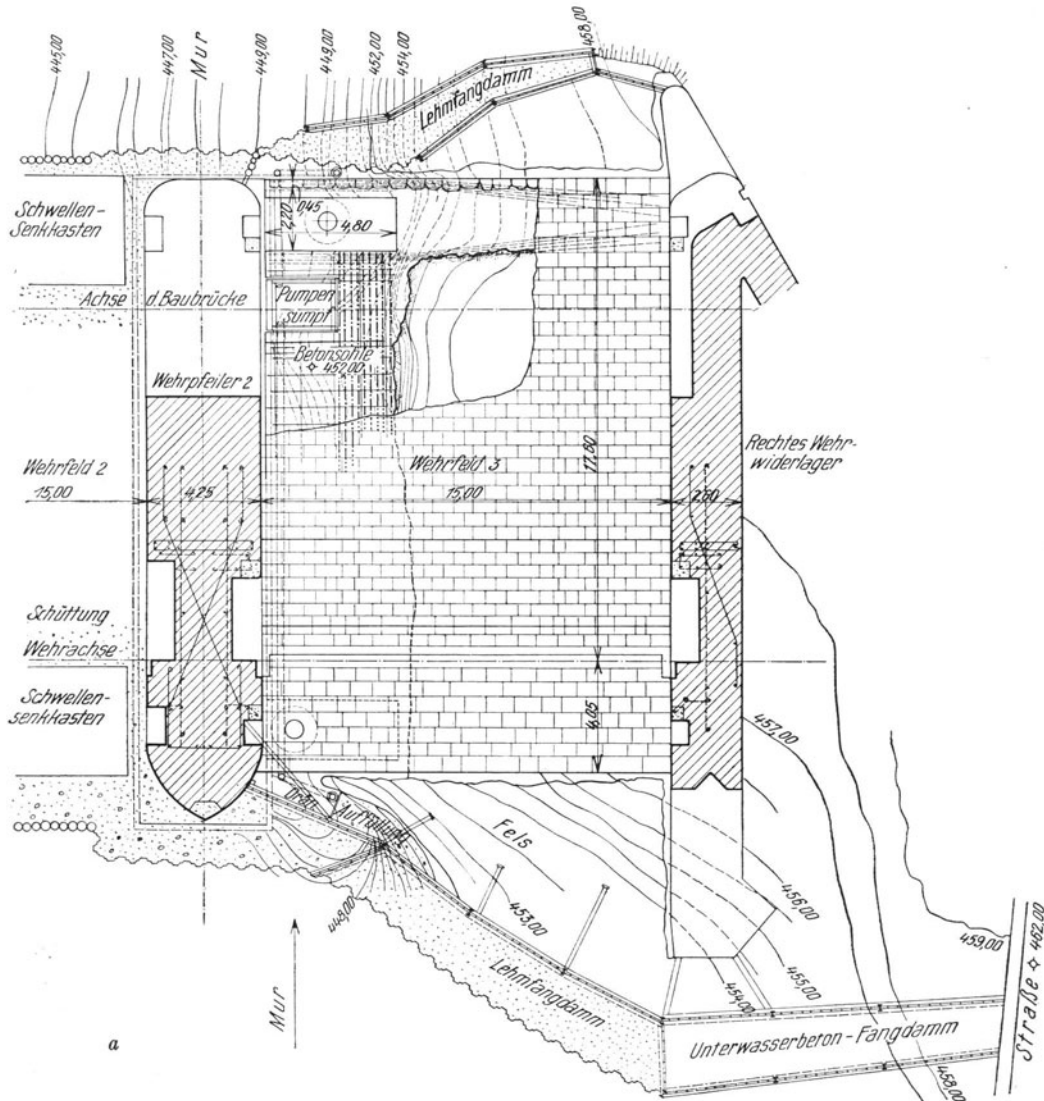 445,00
447,00
Mur
449,00
449,00
452,00
454,00
458,00
Lehmfangdamm
Schwellen-
Senkkasten
2,20
0,45
4,80
Achse d. Baubrücke
Pumpen
sumpf
Betonsohle
452,00
Wehrpfeiler 2
Wehrfeld 2
15,00
4,25
Wehrfeld 3
15,00
17,60
2,60
Rechtes Wehr-
widerlager
Schüttung
Wehrachse
Schwellen-
senkkasten
4,05
457,00
Auffüllung
Fels
448,00
453,00
456,00
455,00
454,00
459,00
Lehmfangdamm
Mur
a
Unterwasserbeton-Fangdamm
458,00
Straße 462,00